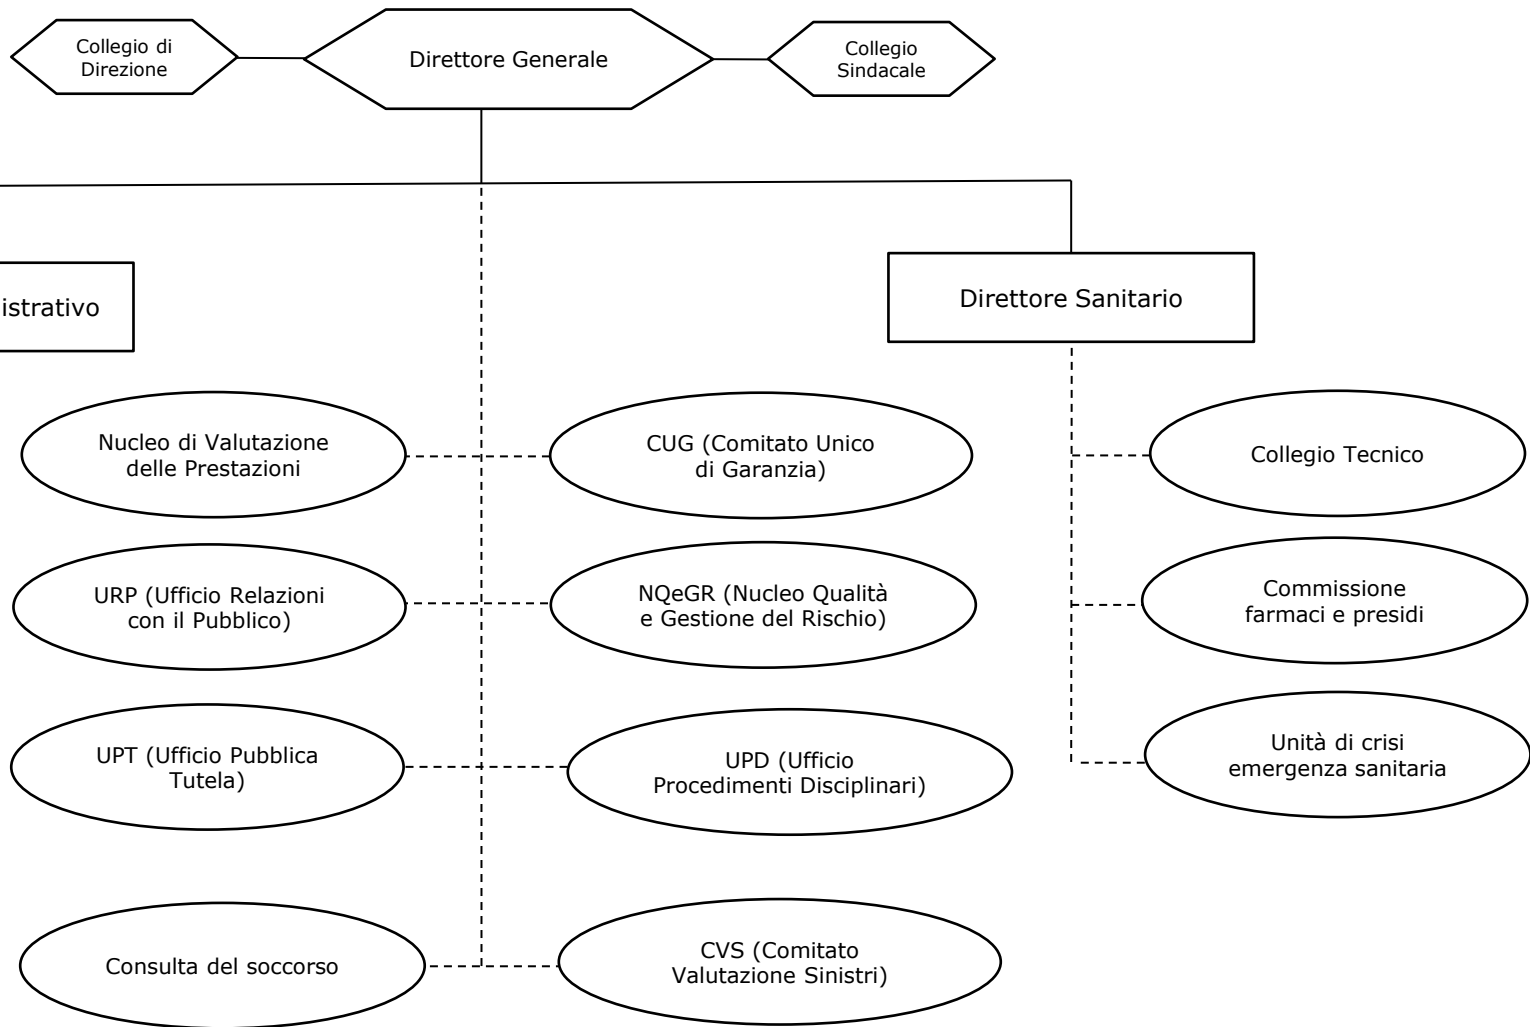 Collegio di
Direzione
Direttore Generale
Collegio
Sindacale
istrativo
Direttore Sanitario
Nucleo di Valutazione
delle Prestazioni
CUG (Comitato Unico
di Garanzia)
Collegio Tecnico
URP (Ufficio Relazioni
con il Pubblico)
NQeGR (Nucleo Qualità
e Gestione del Rischio)
Commissione
farmaci e presidi
UPT (Ufficio Pubblica
Tutela)
UPD (Ufficio
Procedimenti Disciplinari)
Unità di crisi
emergenza sanitaria
Consulta del soccorso
CVS (Comitato
Valutazione Sinistri)